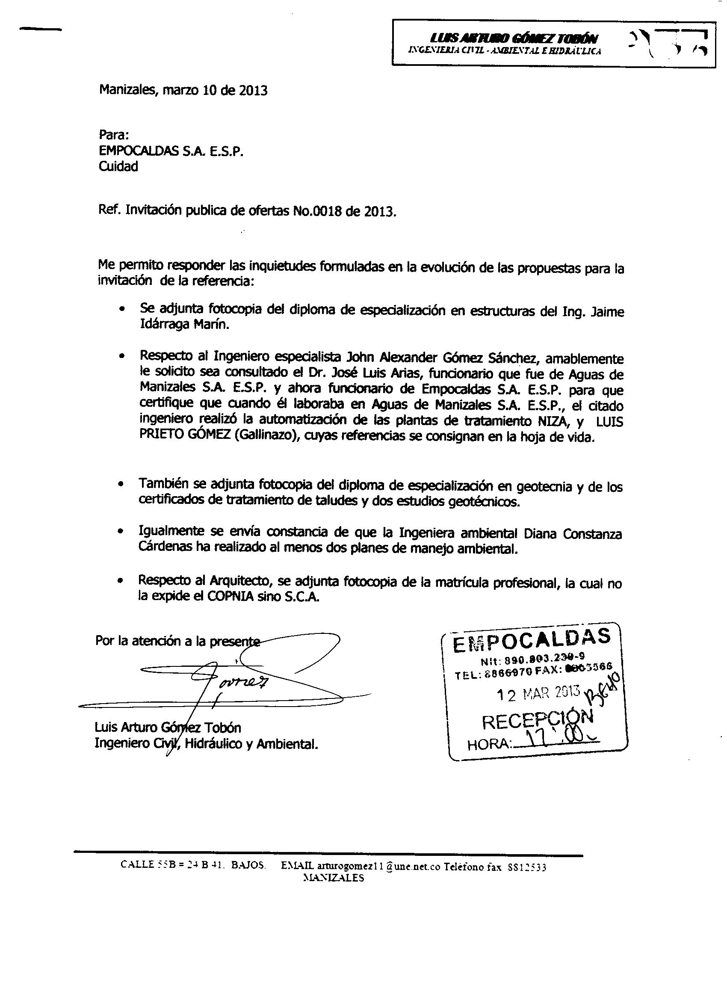 LUIS ARTURO GÓMEZ TOBÓN
INGENIERIA CIVIL - AMBIENTAL E HIDRÁULICA
Manizales, marzo 10 de 2013
Para:
EMPOCALDAS S.A. E.S.P.
Cuidad
Ref. Invitación publica de ofertas No.0018 de 2013.
Me permito responder las inquietudes formuladas en la evolución de las propuestas para la
invitación de la referencia:
• Se adjunta fotocopia del diploma de especialización en estructuras del Ing. Jaime
Idárraga Marín.
• Respecto al Ingeniero especialista John Alexander Gómez Sánchez, amablemente
le solicito sea consultado el Dr. José Luis Arias, funcionario que fue de Aguas de
Manizales S.A. E.S.P. y ahora funcionario de Empocaldas S.A. E.S.P. para que
certifique que cuando él laboraba en Aguas de Manizales S.A. E.S.P., el citado
ingeniero realizó la automatización de las plantas de tratamiento NIZA, y LUIS
PRIETO GÓMEZ (Gallinazo), cuyas referencias se consignan en la hoja de vida.
• También se adjunta fotocopia del diploma de especialización en geotecnia y de los
certificados de tratamiento de taludes y dos estudios geotécnicos.
• Igualmente se envía constancia de que la Ingeniera ambiental Diana Constanza
Cárdenas ha realizado al menos dos planes de manejo ambiental.
• Respecto al Arquitecto, se adjunta fotocopia de la matrícula profesional, la cual no
la expide el COPNIA sino S.C.A.
Por la atención a la presente
Gomez
Luis Arturo Gómez Tobón
Ingeniero Civil, Hidráulico y Ambiental.
EMPOCALDAS
Nit: 890.803.239-9
TEL: 8866970 FAX:
12 MAR 2013
RECEPCIÓN
HORA: 17:00
CALLE 55B = 24 B 41. BAJOS. EMAIL arturogomez11@une.net.co Teléfono fax 8812533
MANIZALES